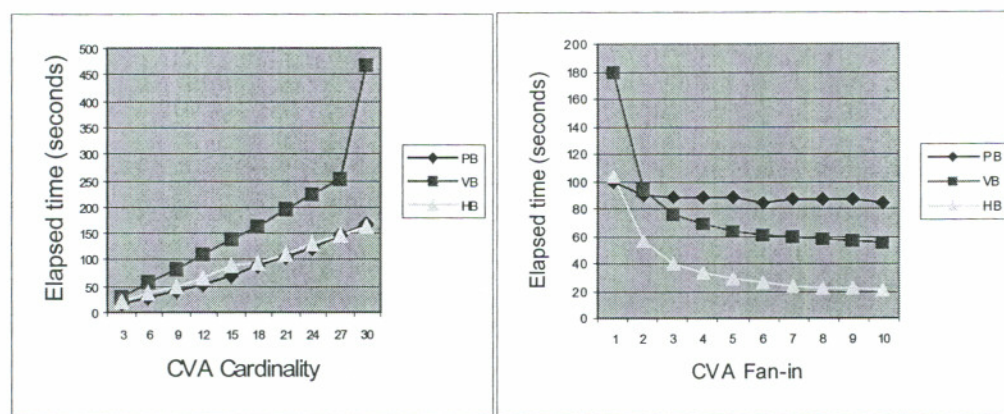 500
450
400
350
300
250
200
150
100
50
0
Elapsed time (seconds)
3 6 9 12 15 18 21 24 27 30
CVA Cardinality
PB
VB
HB
200
180
160
140
120
100
80
60
40
20
0
Elapsed time (seconds)
1 2 3 4 5 6 7 8 9 10
CVA Fan-in
PB
VB
HB